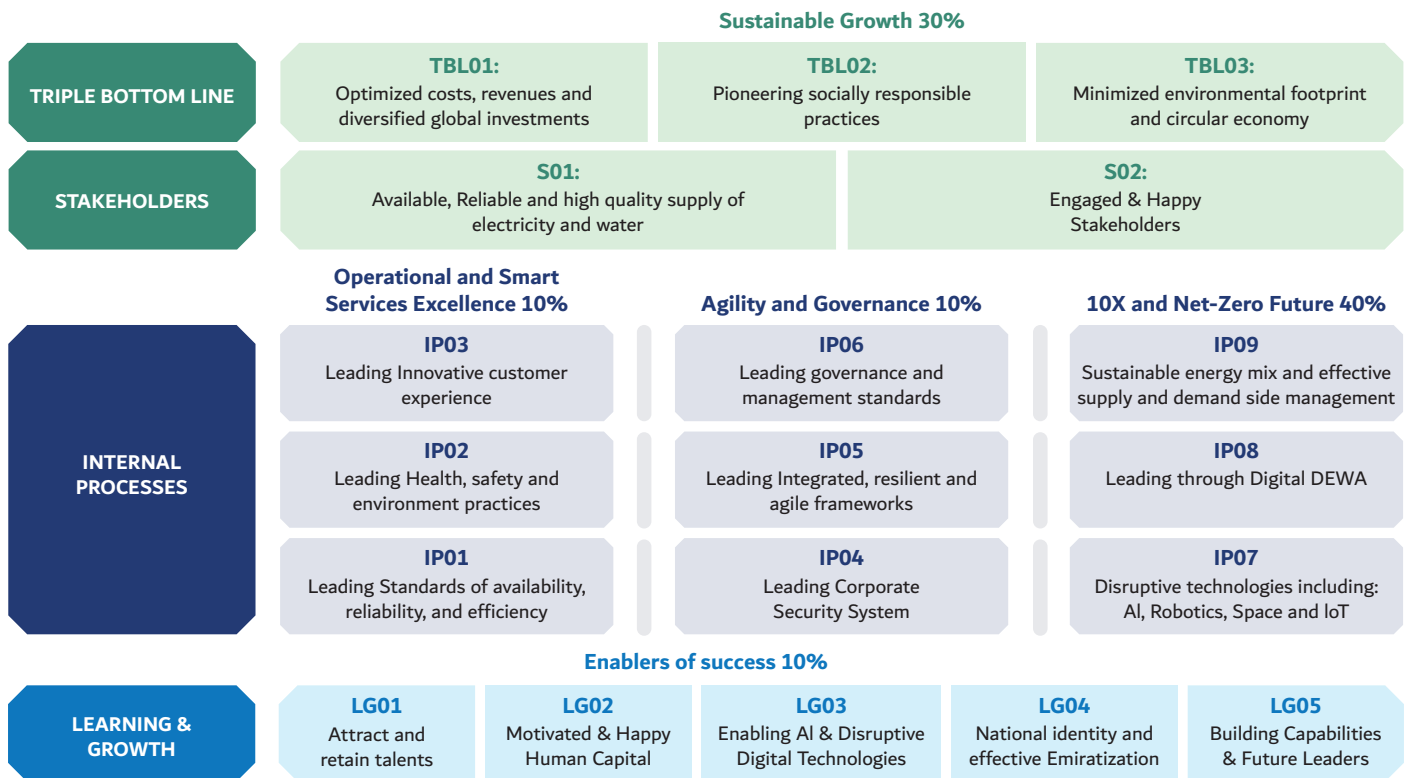 Sustainable Growth 30%
TRIPLE BOTTOM LINE
TBL01:
Optimized costs, revenues and
diversified global investments
TBL02:
Pioneering socially responsible
practices
TBL03:
Minimized environmental footprint
and circular economy
STAKEHOLDERS
S01:
Available, Reliable and high quality supply of
electricity and water
S02:
Engaged & Happy
Stakeholders
Operational and Smart
Services Excellence 10%
Agility and Governance 10%
10X and Net-Zero Future 40%
INTERNAL
PROCESSES
IP03
Leading Innovative customer
experience
IP06
Leading governance and
management standards
IP09
Sustainable energy mix and effective
supply and demand side management
IP02
Leading Health, safety and
environment practices
IP05
Leading Integrated, resilient and
agile frameworks
IP08
Leading through Digital DEWA
IP01
Leading Standards of availability,
reliability, and efficiency
IP04
Leading Corporate
Security System
IP07
Disruptive technologies including:
AI, Robotics, Space and IoT
Enablers of success 10%
LEARNING &
GROWTH
LG01
Attract and
retain talents
LG02
Motivated & Happy
Human Capital
LG03
Enabling AI & Disruptive
Digital Technologies
LG04
National identity and
effective Emiratization
LG05
Building Capabilities
& Future Leaders